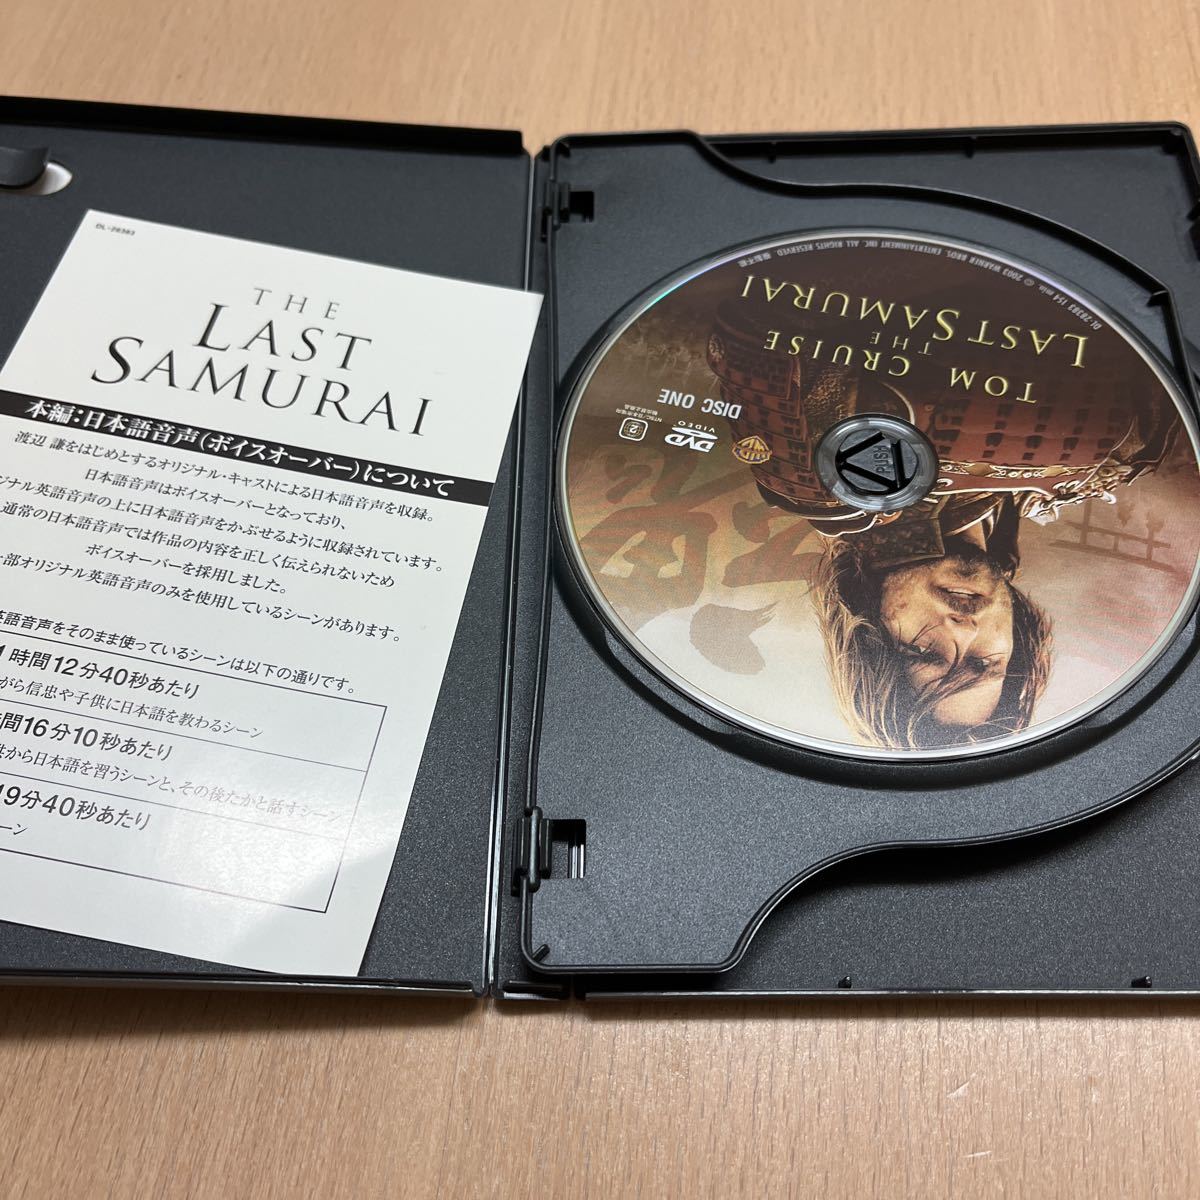 DL-28383
THE
LAST
SAMURAI
本編:日本語音声(ボイスオーバー)について
渡辺 謙をはじめとするオリジナル・キャストによる日本語音声を収録。
日本語音声はボイスオーバーとなっており、
ジナル英語音声の上に日本語音声をかぶせるように収録されています。
通常の日本語音声では作品の内容を正しく伝えられないため
ボイスオーバーを採用しました。
部オリジナル英語音声のみを使用しているシーンがあります。
英語音声をそのまま使っているシーンは以下の通りです。
1時間12分40秒あたり
がら信忠や子供に日本語を教わるシーン
時間16分10秒あたり
供から日本語を習うシーンと、その後たかと話すシーン
19分40秒あたり
ーン
DL-28383 154 min. © 2003 WARNER BROS. ENTERTAINMENT INC. ALL RIGHTS RESERVED 複製不能
TOM CRUISE
THE
LAST SAMURAI
DISC ONE
2
DVD
VIDEO
WB
PUSH